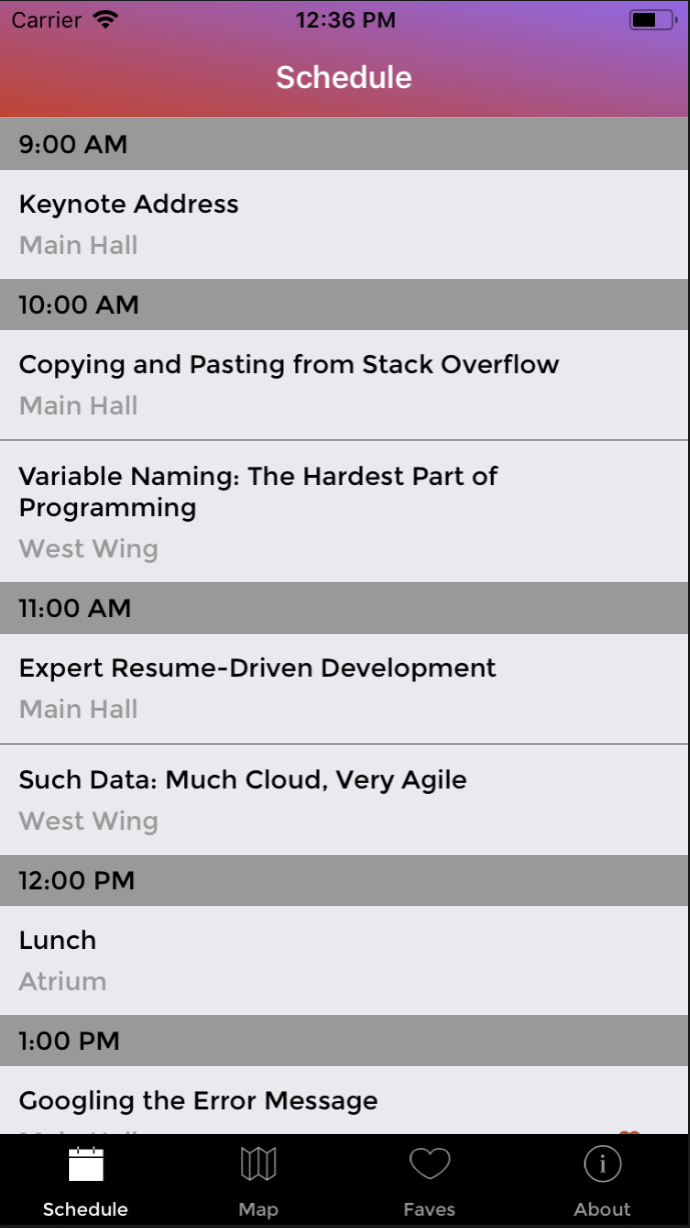 Carrier
12:36 PM
Schedule
9:00 AM
Keynote Address
Main Hall
10:00 AM
Copying and Pasting from Stack Overflow
Main Hall
Variable Naming: The Hardest Part of
Programming
West Wing
11:00 AM
Expert Resume-Driven Development
Main Hall
Such Data: Much Cloud, Very Agile
West Wing
12:00 PM
Lunch
Atrium
1:00 PM
Googling the Error Message
Schedule
Map
Faves
About